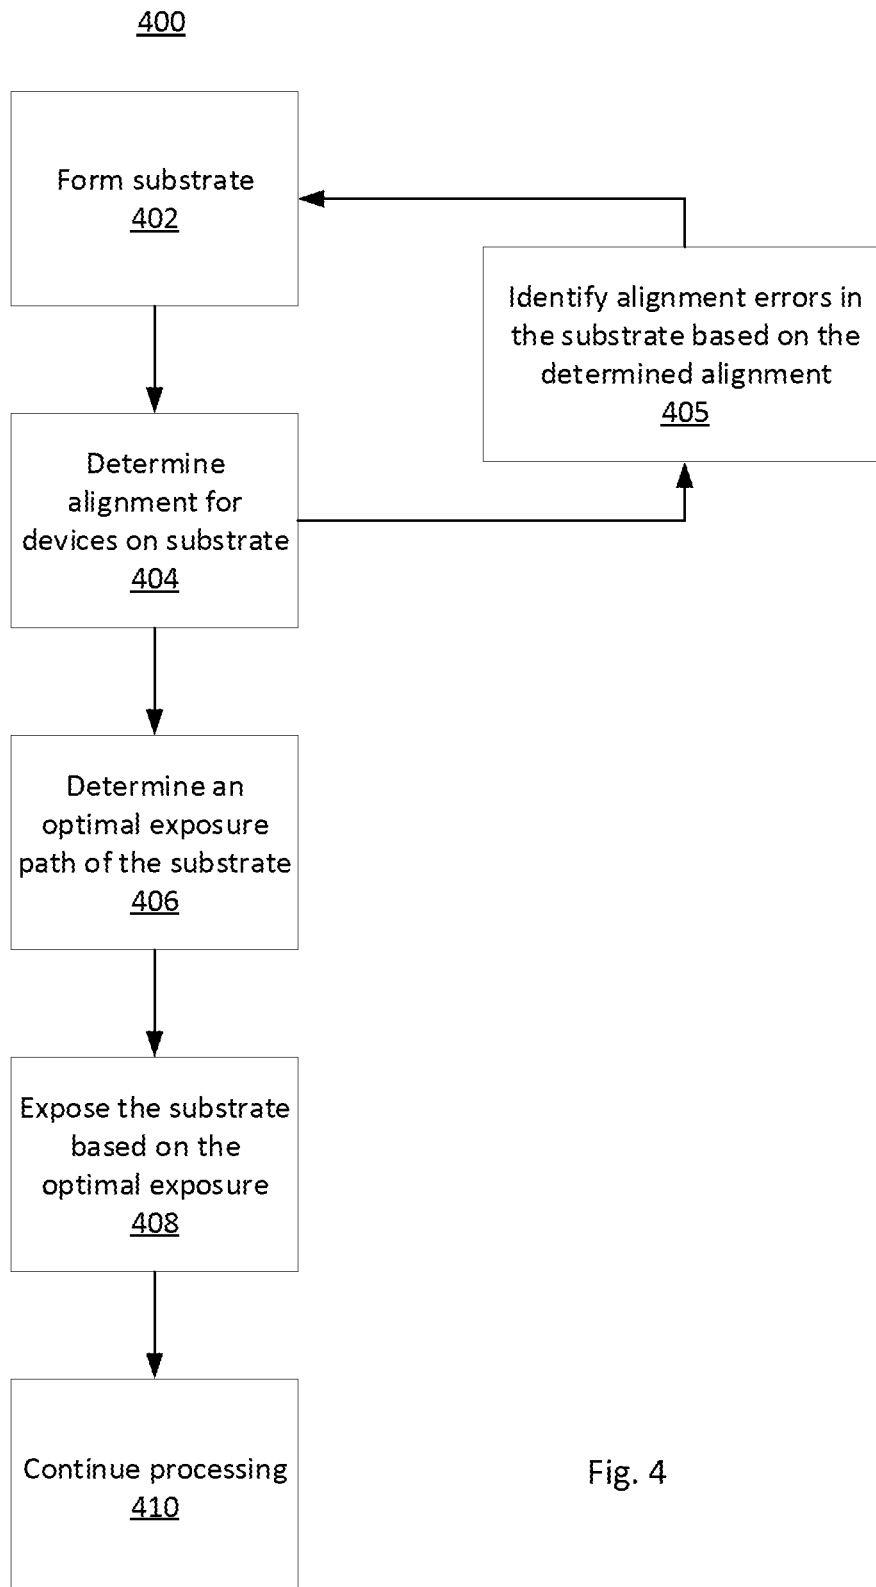 400
Form substrate
402
Identify alignment errors in
the substrate based on the
determined alignment
405
Determine
alignment for
devices on substrate
404
Determine an
optimal exposure
path of the substrate
406
Expose the substrate
based on the
optimal exposure
408
Continue processing
410
Fig. 4